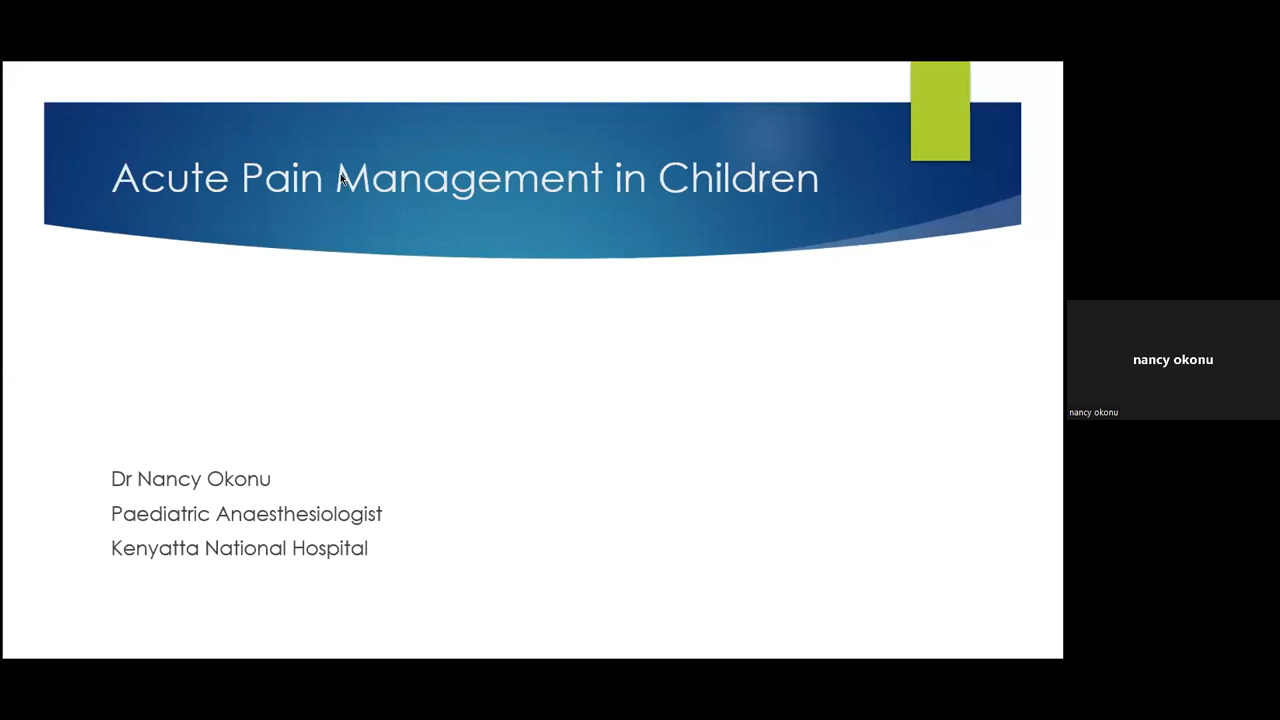 Acute Pain Management in Children
Dr Nancy Okonu
Paediatric Anaesthesiologist
Kenyatta National Hospital
nancy okonu
nancy okonu